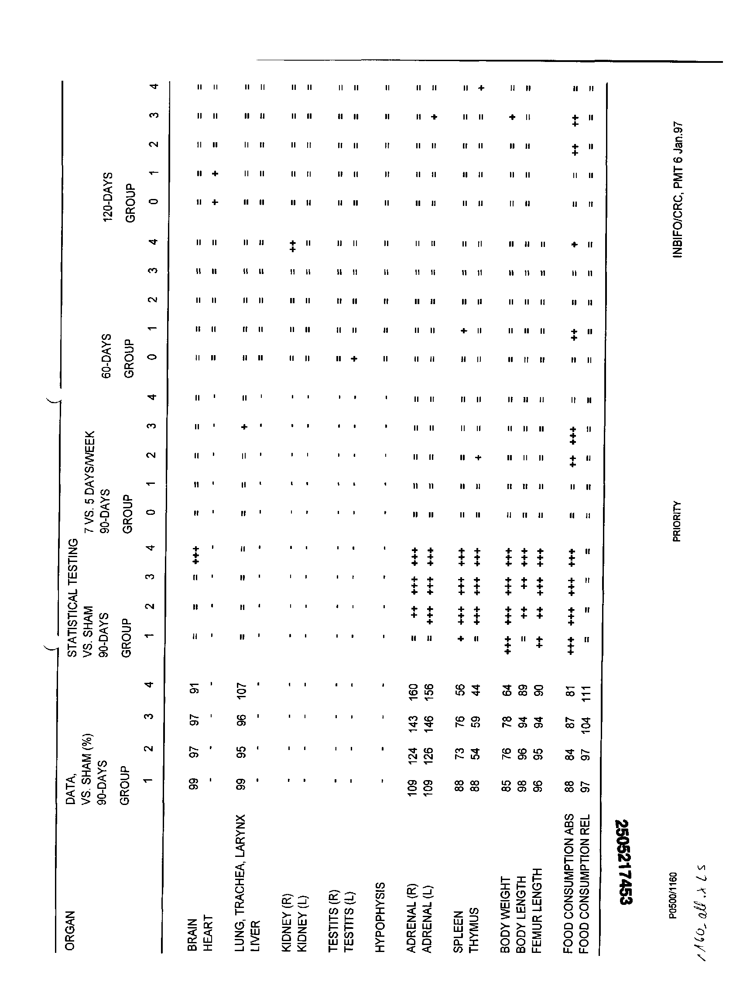 ORGAN DATA, STATISTICAL TESTING
VS. SHAM (%) VS. SHAM 7 VS. 5 DAYS/WEEK 60-DAYS 120-DAYS
90-DAYS 90-DAYS 90-DAYS
GROUP GROUP GROUP GROUP GROUP
1 2 3 4 1 2 3 4 0 1 2 3 4 0 1 2 3 4 0 1 2 3 4
BRAIN 99 97 97 91 = = = +++ = = = = = = = = = = = = = = =
HEART - - - - - - - - - - - - - = = = = = + + = = =
LUNG, TRACHEA, LARYNX 99 95 96 107 = = = = = = = + = = = = = = = = = = =
LIVER - - - - - - - - - - - - - = = = = = = = = = =
KIDNEY (R) - - - - - - - - - - - - - = = = = ++ = = = = =
KIDNEY (L) - - - - - - - - - - - - - = = = = = = = = = =
TESTITS (R) - - - - - - - - - - - - - = = = = = = = = = =
TESTITS (L) - - - - - - - - - - - - - + = = = = = = = = =
HYPOPHYSIS - - - - - - - - - - - - - = = = = = = = = = =
ADRENAL (R) 109 124 143 160 = ++ +++ +++ = = = = = = = = = = = = = = =
ADRENAL (L) 109 126 146 156 = +++ +++ +++ = = = = = = = = = = = = = + =
SPLEEN 88 73 76 56 + +++ +++ +++ = = = = = = + = = = = = = = =
THYMUS 88 54 59 44 = +++ +++ +++ = = + = = = = = = = = = = = +
BODY WEIGHT 85 76 78 64 +++ +++ +++ +++ = = = = = = = = = = = = = + =
BODY LENGTH 98 96 94 89 = ++ ++ +++ = = = = = = = = = = = = = = =
FEMUR LENGTH 96 95 94 90 ++ ++ +++ +++ = = = = = = = = = =
FOOD CONSUMPTION ABS 88 84 87 81 +++ +++ +++ +++ = = ++ +++ = = ++ = = + = = ++ ++ =
FOOD CONSUMPTION REL 97 97 104 111 = = = = = = = = = = = = = = = = = = =
2505217453
P0500/1160 PRIORITY INBIFO/CRC, PMT 6 Jan.97